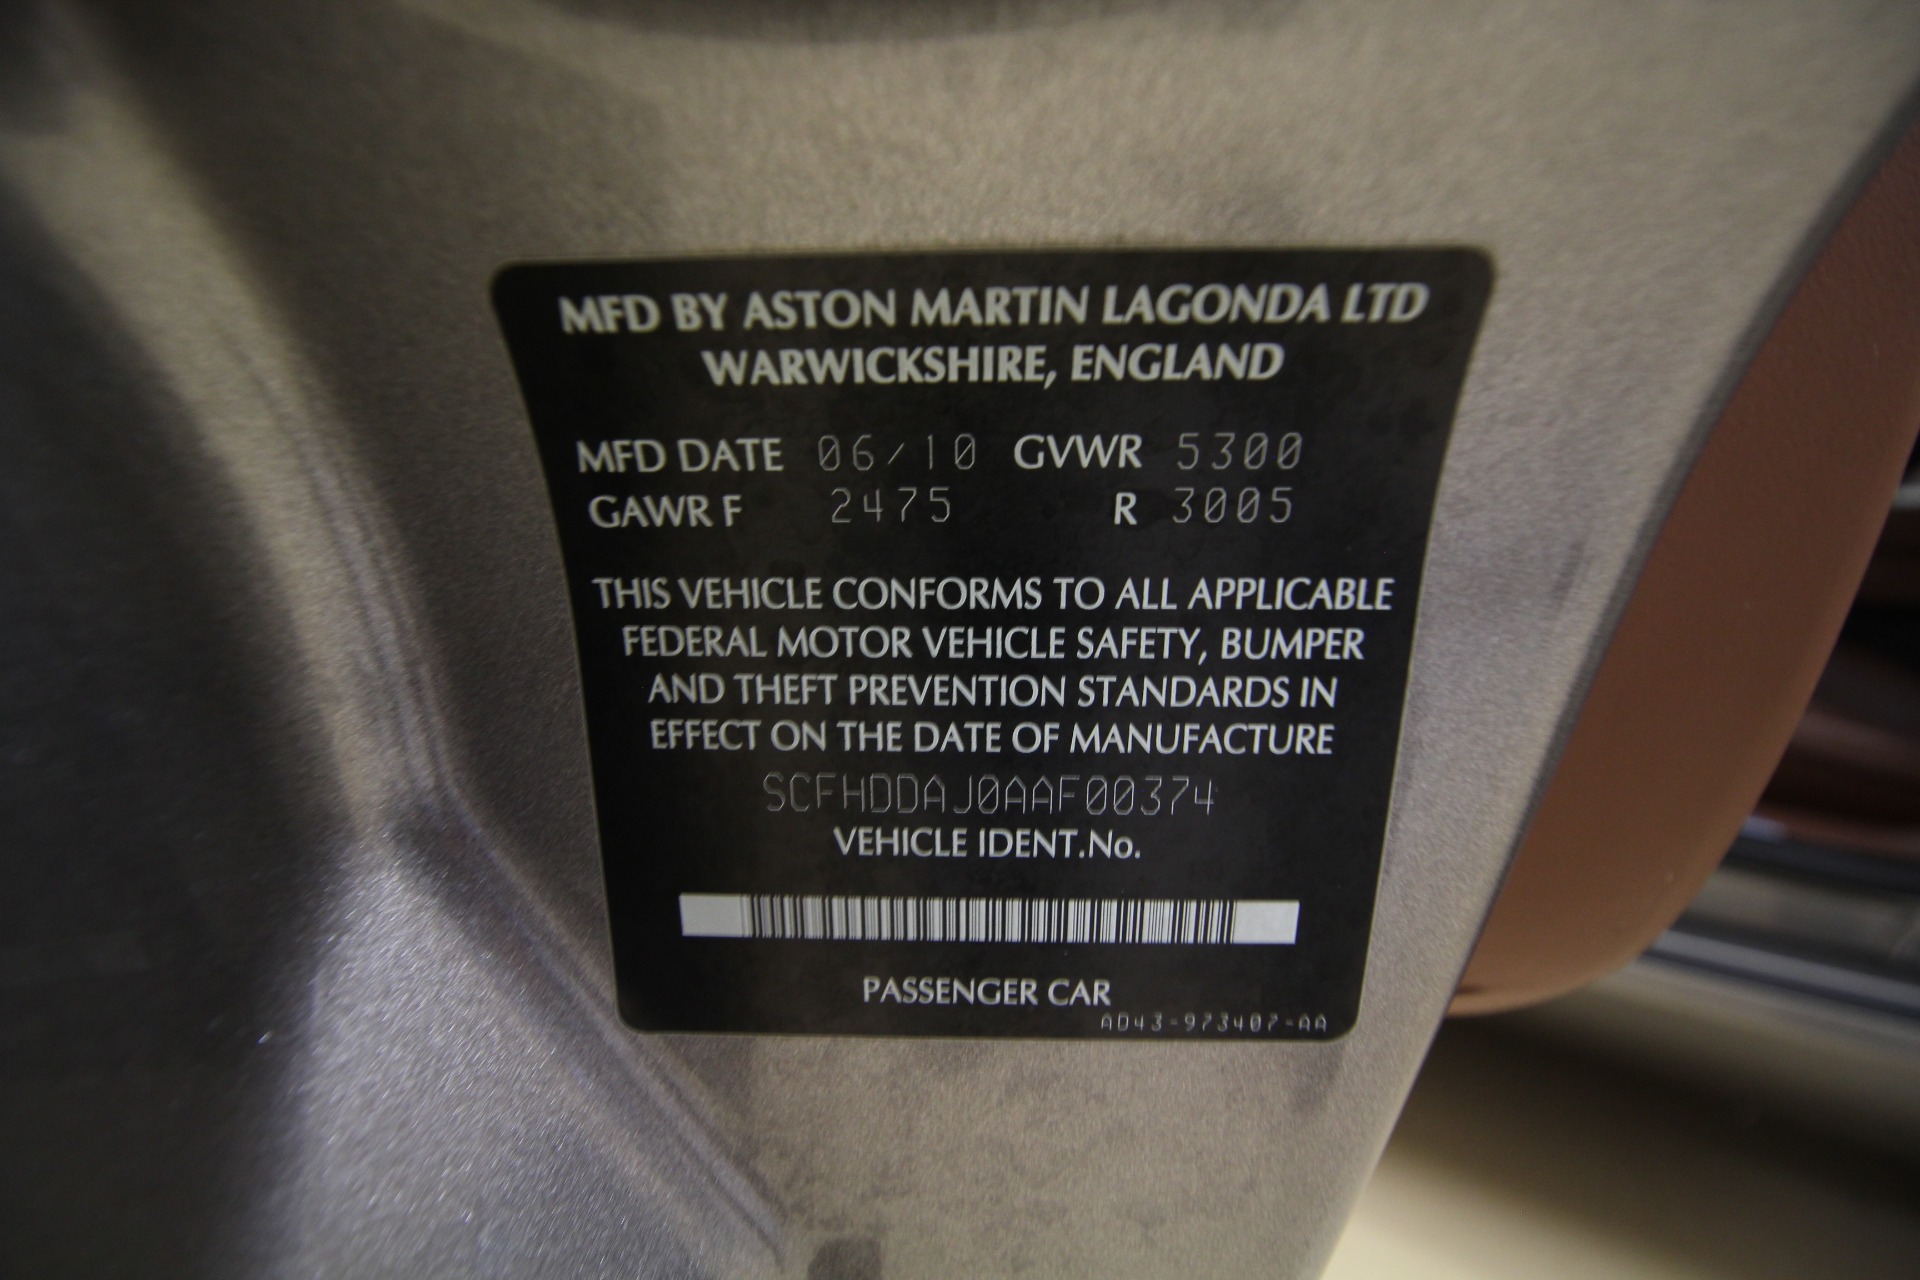 MFD BY ASTON MARTIN LAGONDA LTD
WARWICKSHIRE, ENGLAND
MFD DATE 06/10 GVWR 5300
GAWR F 2475 R 3005
THIS VEHICLE CONFORMS TO ALL APPLICABLE
FEDERAL MOTOR VEHICLE SAFETY, BUMPER
AND THEFT PREVENTION STANDARDS IN
EFFECT ON THE DATE OF MANUFACTURE
SCFHDDAJ0AAF00374
VEHICLE IDENT.No.
PASSENGER CAR
AD43-973407-AA